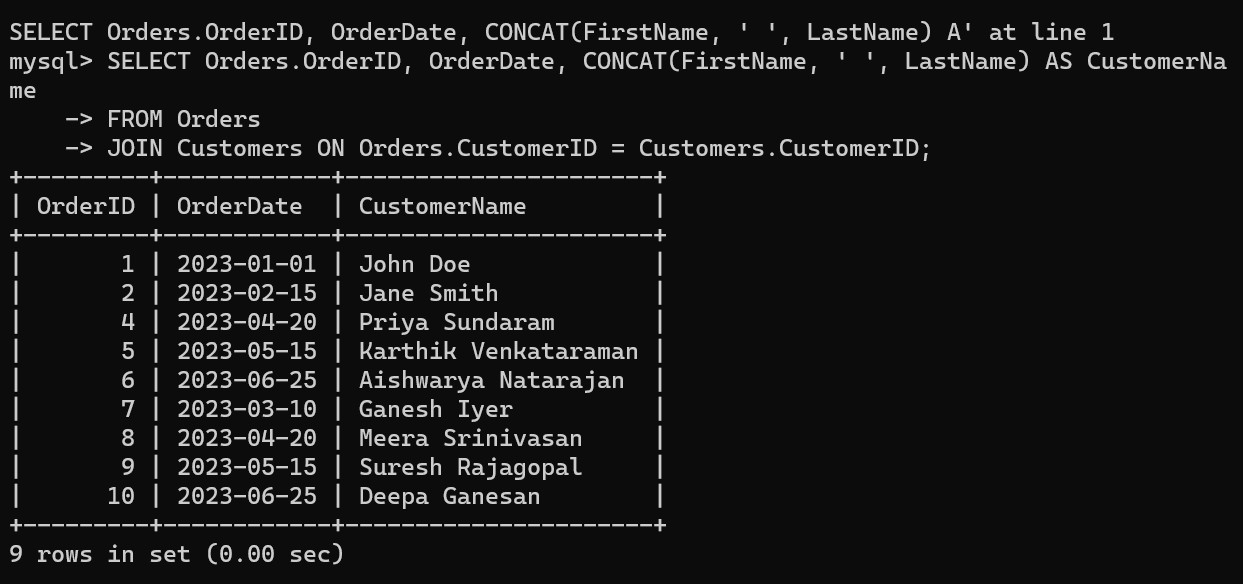 SELECT Orders.OrderID, OrderDate, CONCAT(FirstName, ' ', LastName) A' at line 1
mysql> SELECT Orders.OrderID, OrderDate, CONCAT(FirstName, ' ', LastName) AS CustomerNa
me
    -> FROM Orders
    -> JOIN Customers ON Orders.CustomerID = Customers.CustomerID;
+---------+------------+----------------------+
| OrderID | OrderDate  | CustomerName         |
+---------+------------+----------------------+
|       1 | 2023-01-01 | John Doe             |
|       2 | 2023-02-15 | Jane Smith           |
|       4 | 2023-04-20 | Priya Sundaram       |
|       5 | 2023-05-15 | Karthik Venkataraman |
|       6 | 2023-06-25 | Aishwarya Natarajan  |
|       7 | 2023-03-10 | Ganesh Iyer          |
|       8 | 2023-04-20 | Meera Srinivasan     |
|       9 | 2023-05-15 | Suresh Rajagopal     |
|      10 | 2023-06-25 | Deepa Ganesan        |
+---------+------------+----------------------+
9 rows in set (0.00 sec)